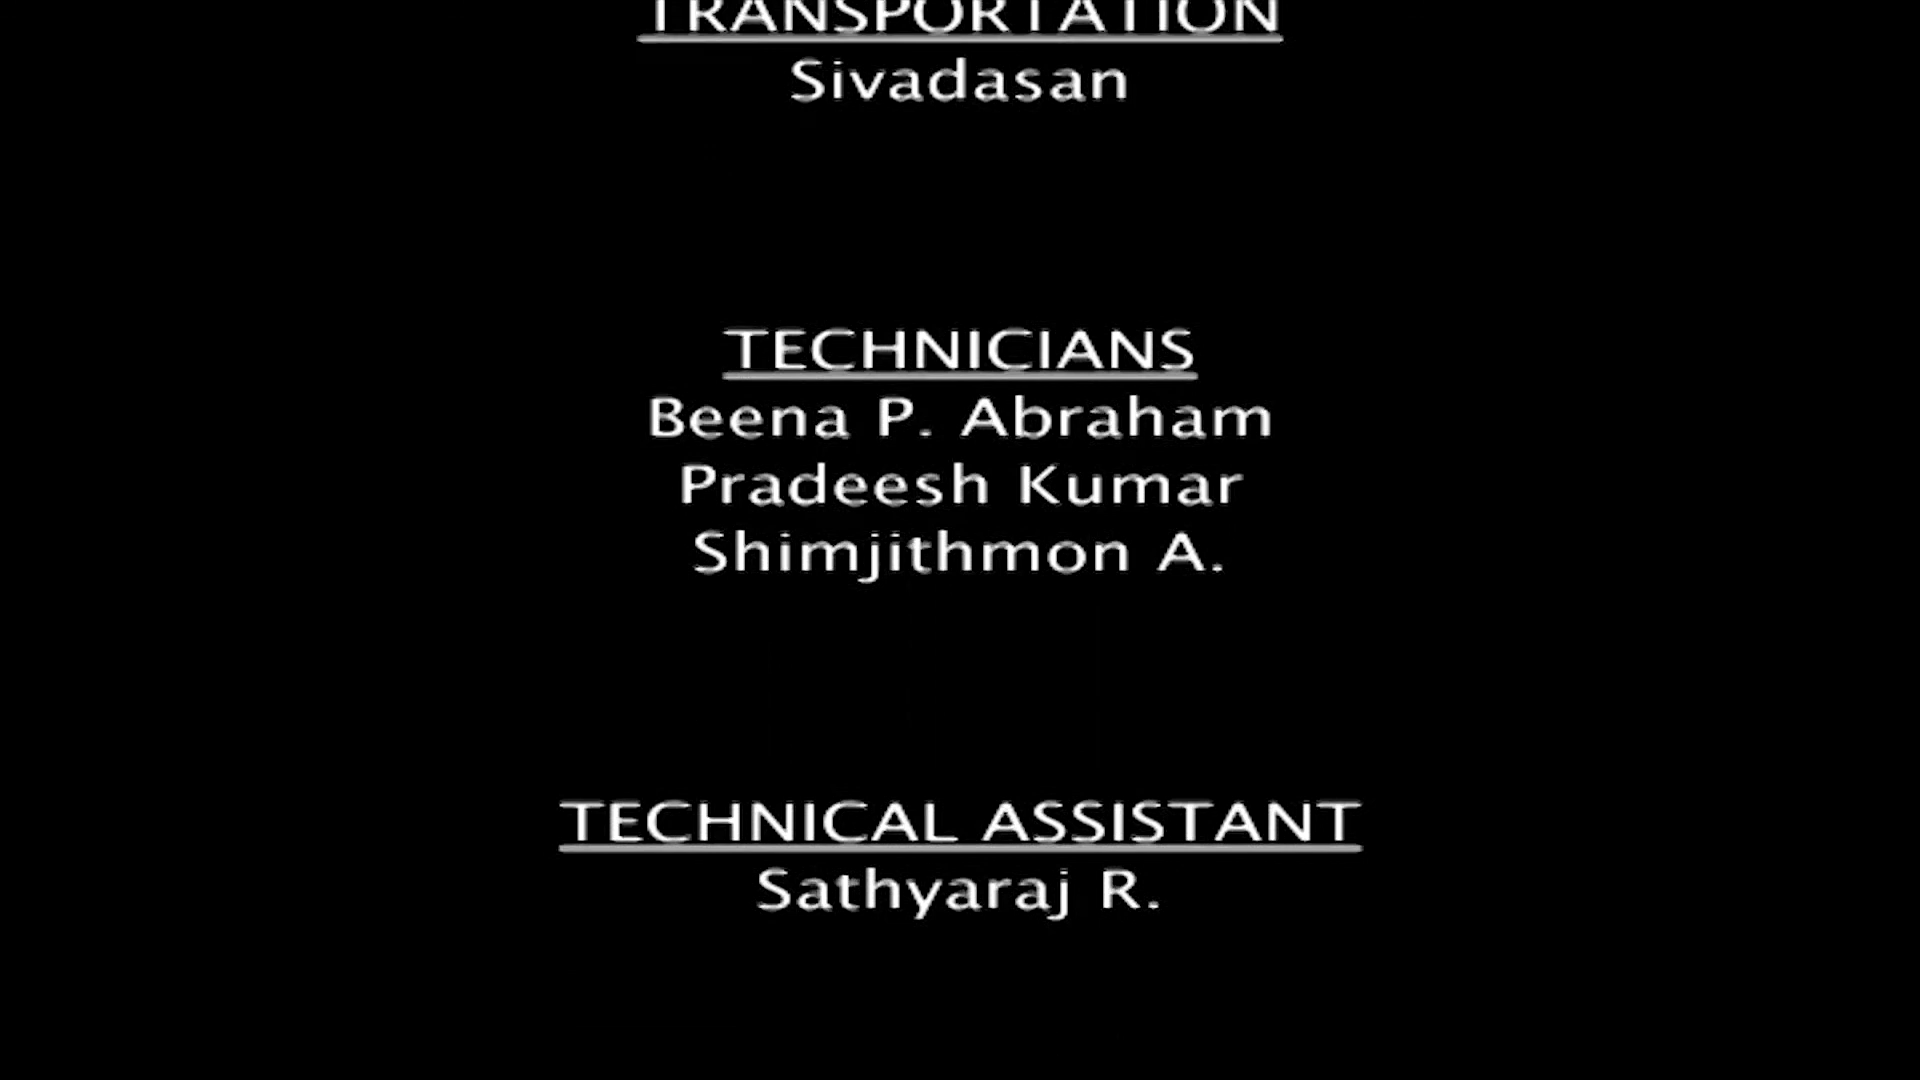 TRANSPORTATION
Sivadasan
TECHNICIANS
Beena P. Abraham
Pradeesh Kumar
Shimjithmon A.
TECHNICAL ASSISTANT
Sathyaraj R.